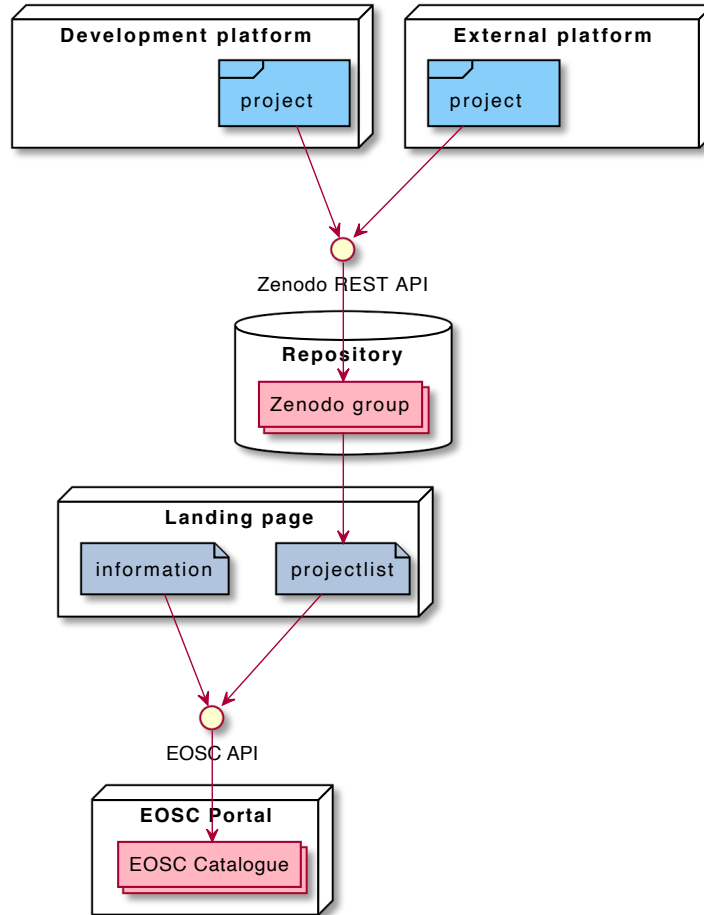 Development platform
External platform
project
project
Zenodo REST API
Repository
Zenodo group
Landing page
information
projectlist
EOSC API
EOSC Portal
EOSC Catalogue